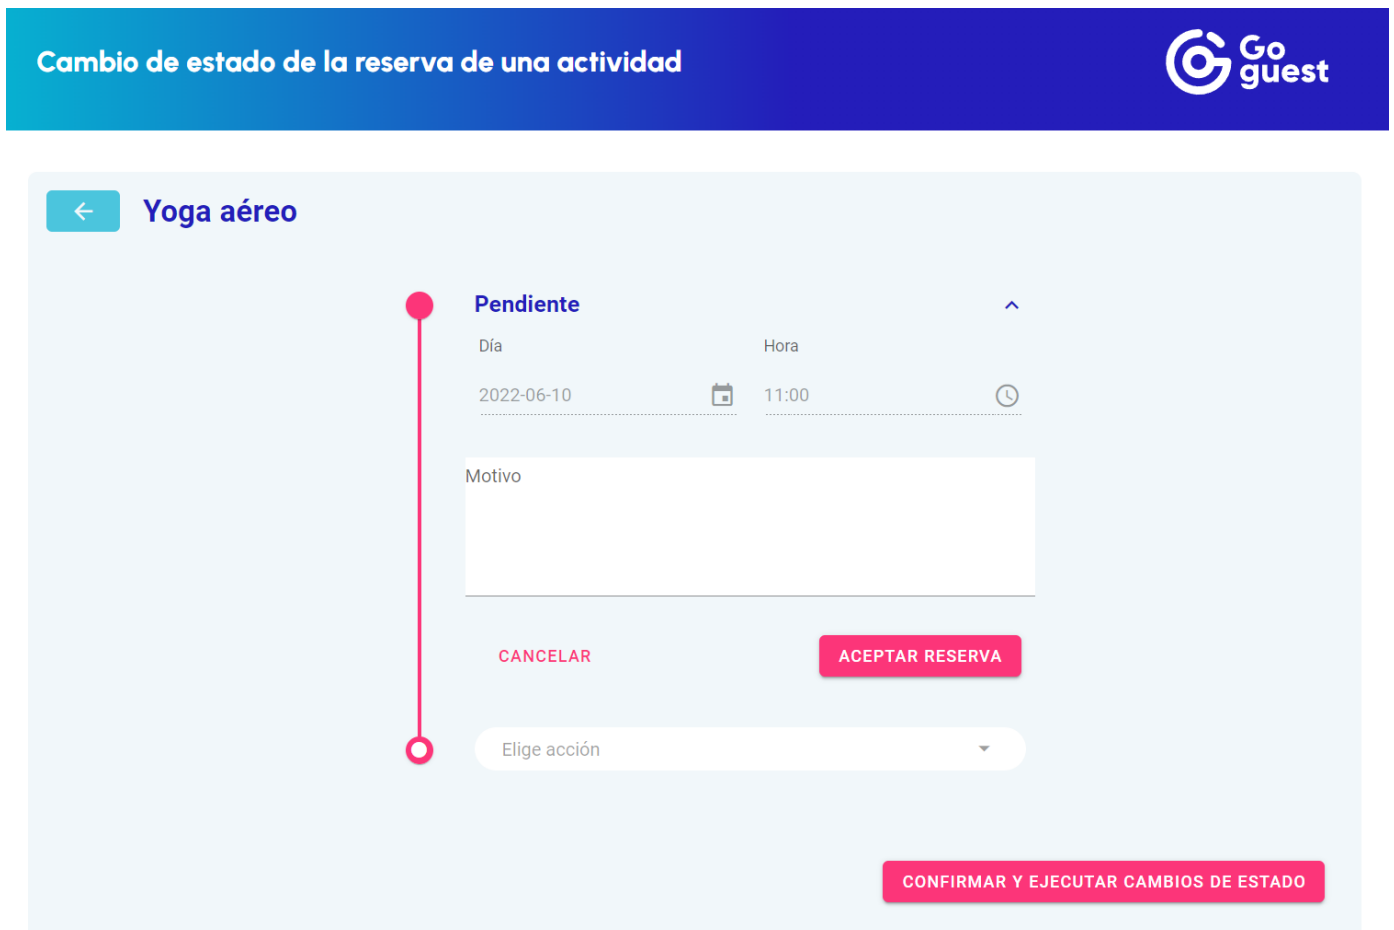 Cambio de estado de la reserva de una actividad
Go
guest
Yoga aéreo
Pendiente
Día
Hora
2022-06-10
11:00
Motivo
CANCELAR
ACEPTAR RESERVA
Elige acción
CONFIRMAR Y EJECUTAR CAMBIOS DE ESTADO